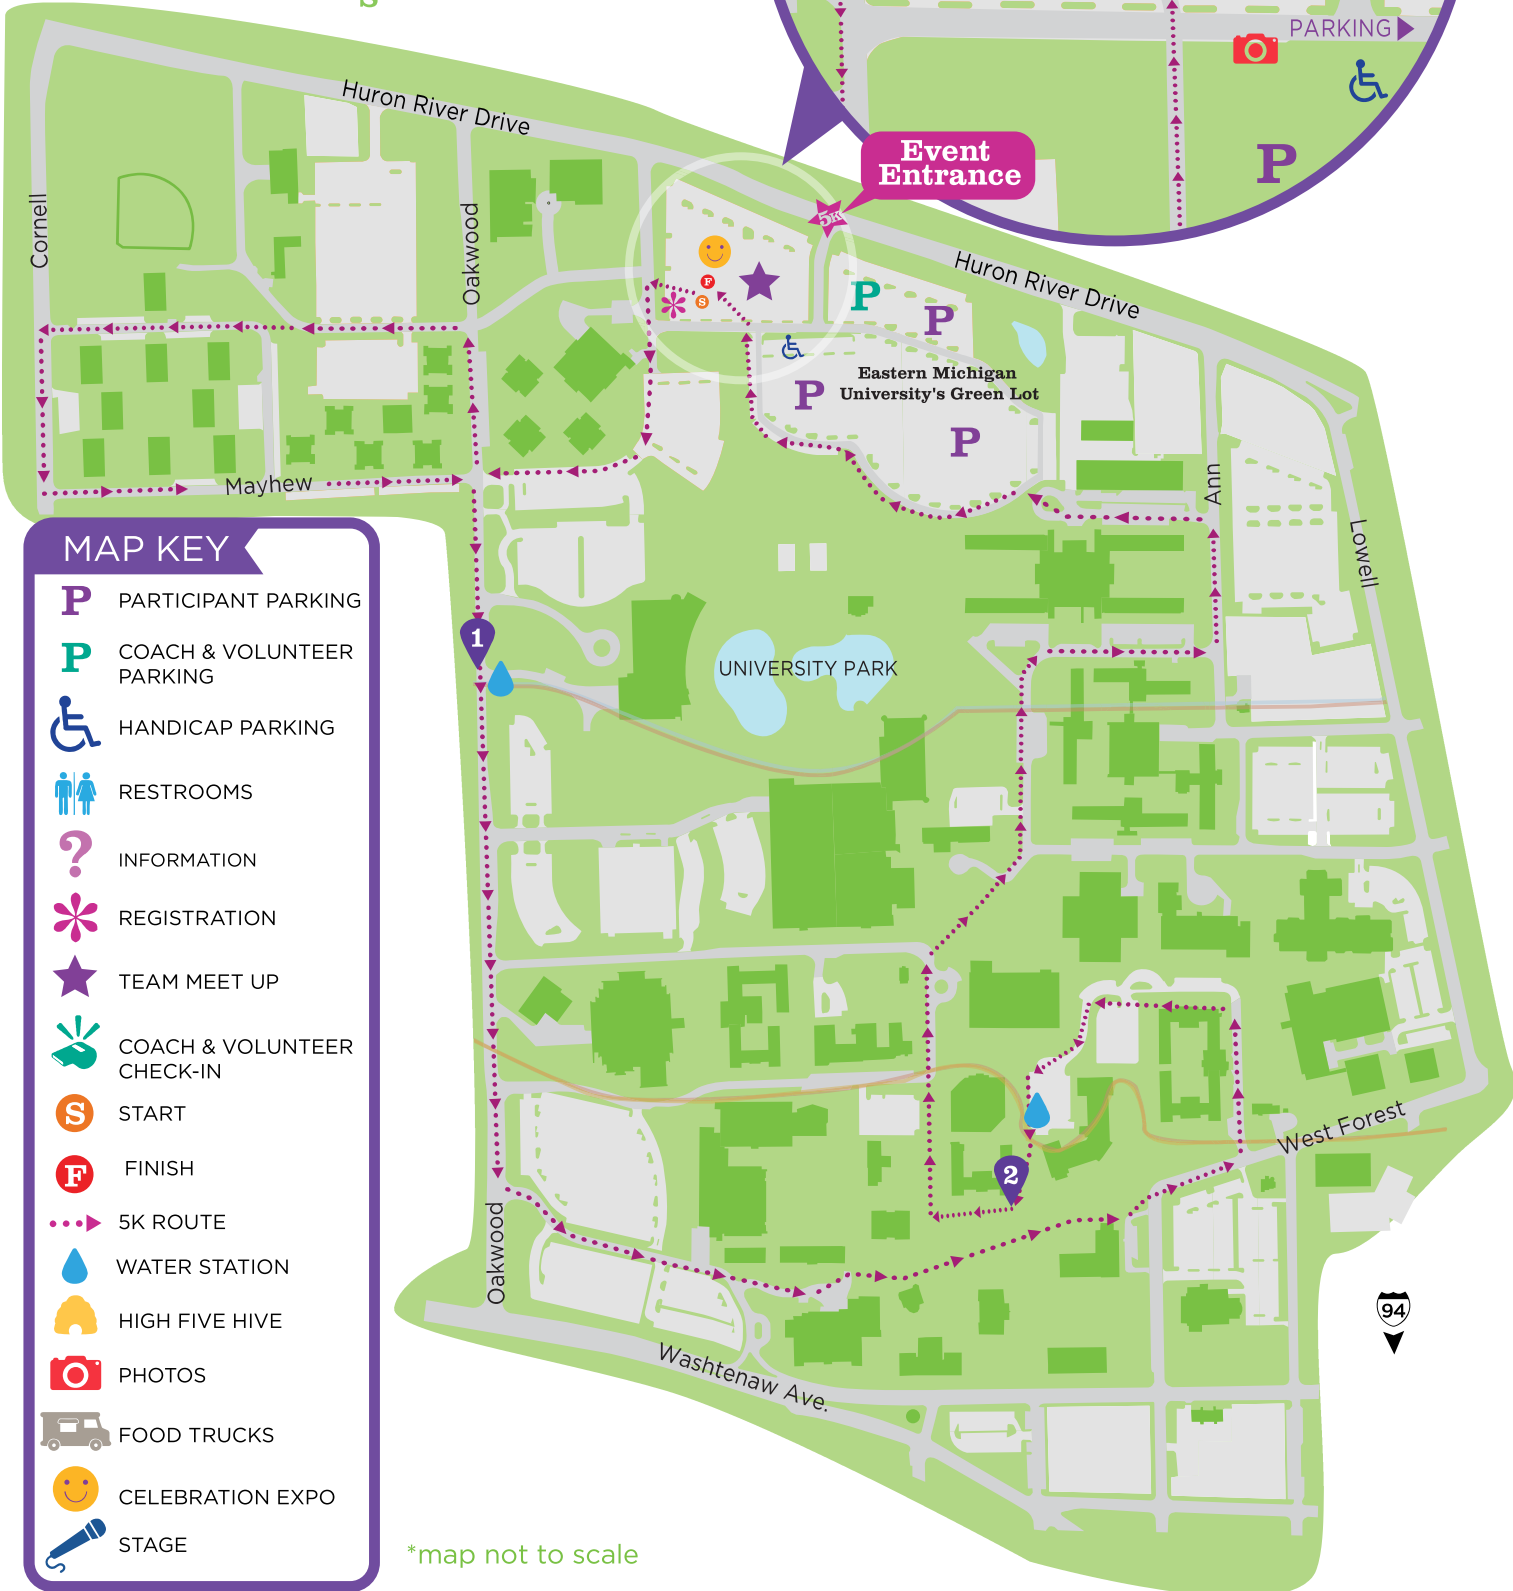 S
PARKING
P
Huron River Drive
Event
Entrance
5K
Cornell
Oakwood
Huron River Drive
F
S
P
P
Eastern Michigan
University's Green Lot
P
P
Ann
Mayhew
Lowell
MAP KEY
P PARTICIPANT PARKING
P COACH & VOLUNTEER
PARKING
HANDICAP PARKING
RESTROOMS
? INFORMATION
REGISTRATION
TEAM MEET UP
COACH & VOLUNTEER
CHECK-IN
S START
F FINISH
5K ROUTE
WATER STATION
HIGH FIVE HIVE
PHOTOS
FOOD TRUCKS
CELEBRATION EXPO
STAGE
1
UNIVERSITY PARK
West Forest
2
Oakwood
94
Washtenaw Ave.
*map not to scale